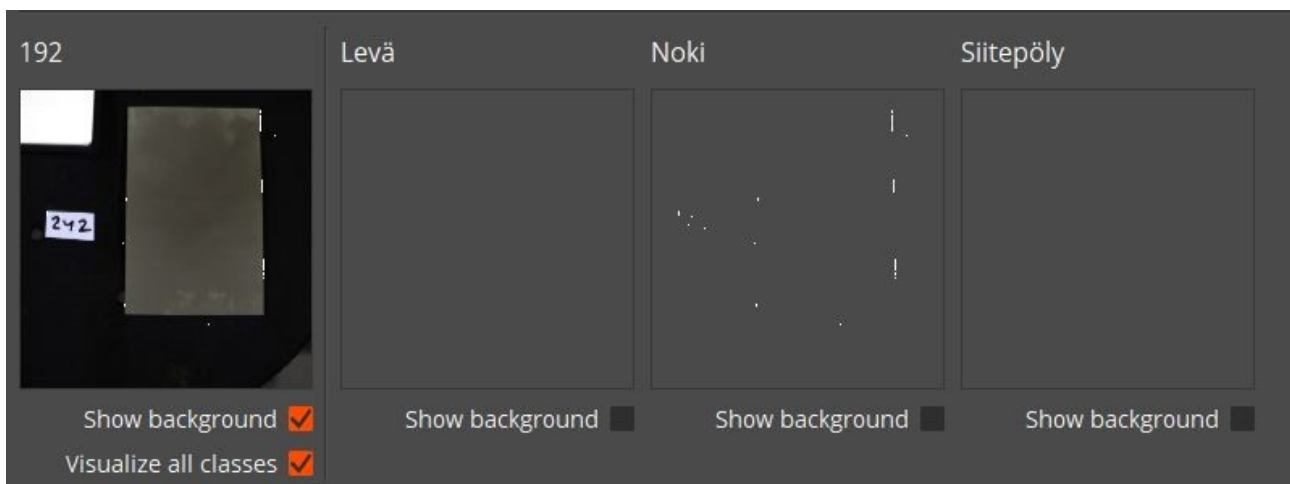 192
Levä
Noki
Siitepöly
242
Show background
Show background
Show background
Show background
Visualize all classes